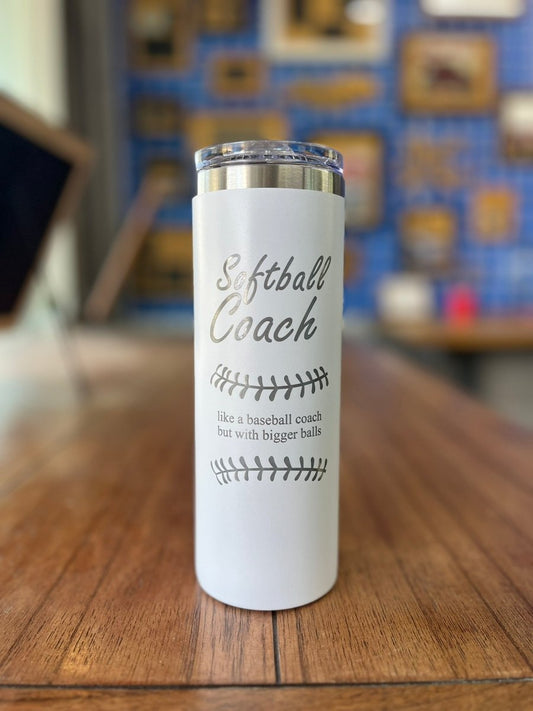 Softball
Coach
like a baseball coach
but with bigger balls